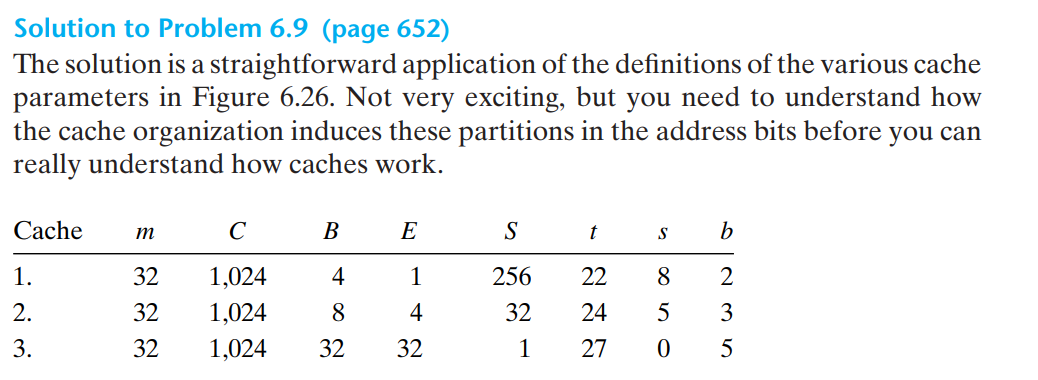 Solution to Problem 6.9 (page 652)
The solution is a straightforward application of the definitions of the various cache
parameters in Figure 6.26. Not very exciting, but you need to understand how
the cache organization induces these partitions in the address bits before you can
really understand how caches work.
Cache m C B E S t s b
1. 32 1,024 4 1 256 22 8 2
2. 32 1,024 8 4 32 24 5 3
3. 32 1,024 32 32 1 27 0 5